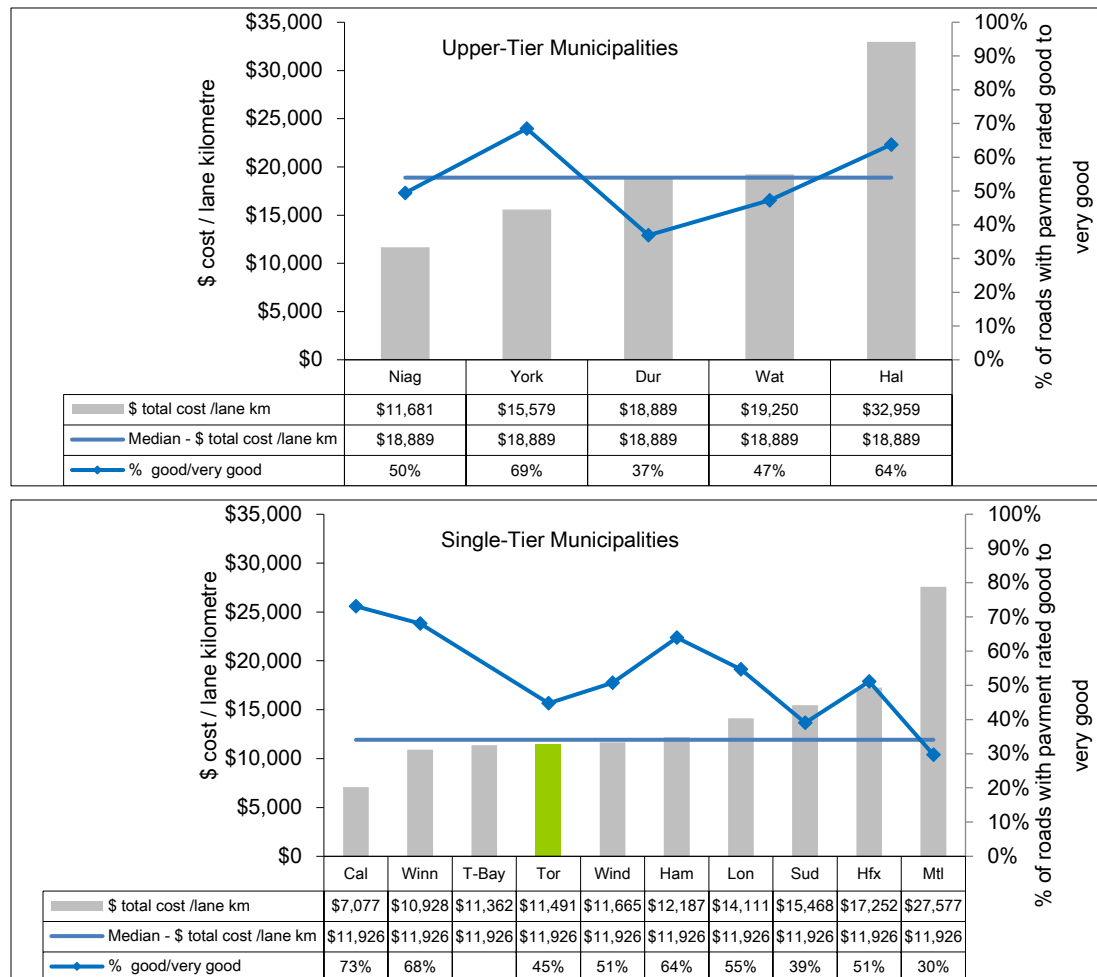 Upper-Tier Municipalities
$ cost / lane kilometre
$35,000
$30,000
$25,000
$20,000
$15,000
$10,000
$5,000
$0
100%
90%
80%
70%
60%
50%
40%
30%
20%
10%
0%
% of roads with pavment rated good to
very good
Niag York Dur Wat Hal
$ total cost /lane km $11,681 $15,579 $18,889 $19,250 $32,959
Median - $ total cost /lane km $18,889 $18,889 $18,889 $18,889 $18,889
% good/very good 50% 69% 37% 47% 64%
Single-Tier Municipalities
$ cost / lane kilometre
$35,000
$30,000
$25,000
$20,000
$15,000
$10,000
$5,000
$0
100%
90%
80%
70%
60%
50%
40%
30%
20%
10%
0%
% of roads with pavment rated good to
very good
Cal Winn T-Bay Tor Wind Ham Lon Sud Hfx Mtl
$ total cost /lane km $7,077 $10,928 $11,362 $11,491 $11,665 $12,187 $14,111 $15,468 $17,252 $27,577
Median - $ total cost /lane km $11,926 $11,926 $11,926 $11,926 $11,926 $11,926 $11,926 $11,926 $11,926 $11,926
% good/very good 73% 68% 45% 51% 64% 55% 39% 51% 30%